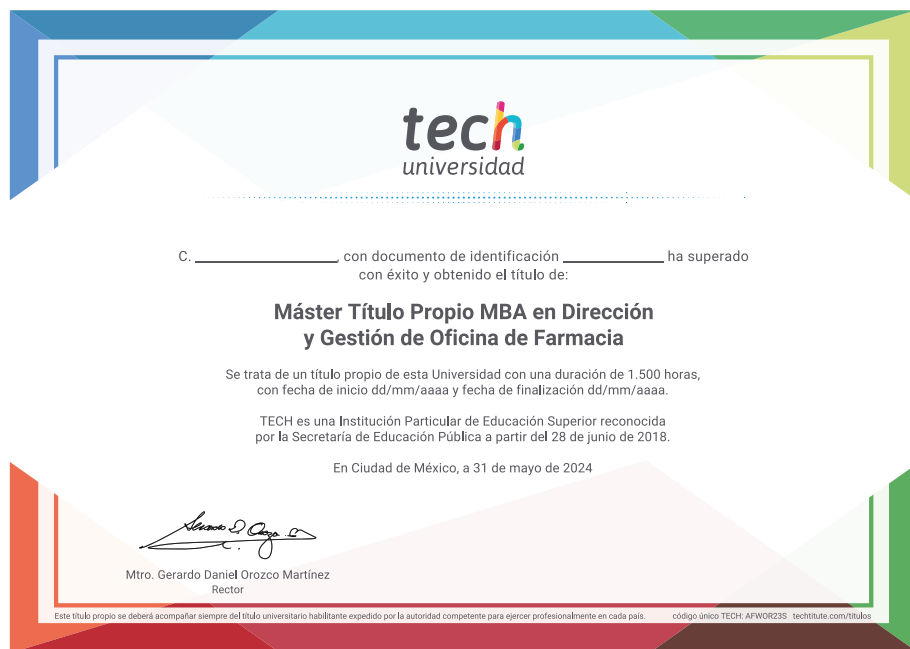 tech
universidad
C. ____________________, con documento de identificación ______________ ha superado
con éxito y obtenido el título de:
Máster Título Propio MBA en Dirección
y Gestión de Oficina de Farmacia
Se trata de un título propio de esta Universidad con una duración de 1.500 horas,
con fecha de inicio dd/mm/aaaa y fecha de finalización dd/mm/aaaa.
TECH es una Institución Particular de Educación Superior reconocida
por la Secretaría de Educación Pública a partir del 28 de junio de 2018.
En Ciudad de México, a 31 de mayo de 2024
Mtro. Gerardo Daniel Orozco Martínez
Rector
Este título propio se deberá acompañar siempre del título universitario habilitante expedido por la autoridad competente para ejercer profesionalmente en cada país. código único TECH: AFWOR23S techtitute.com/titulos